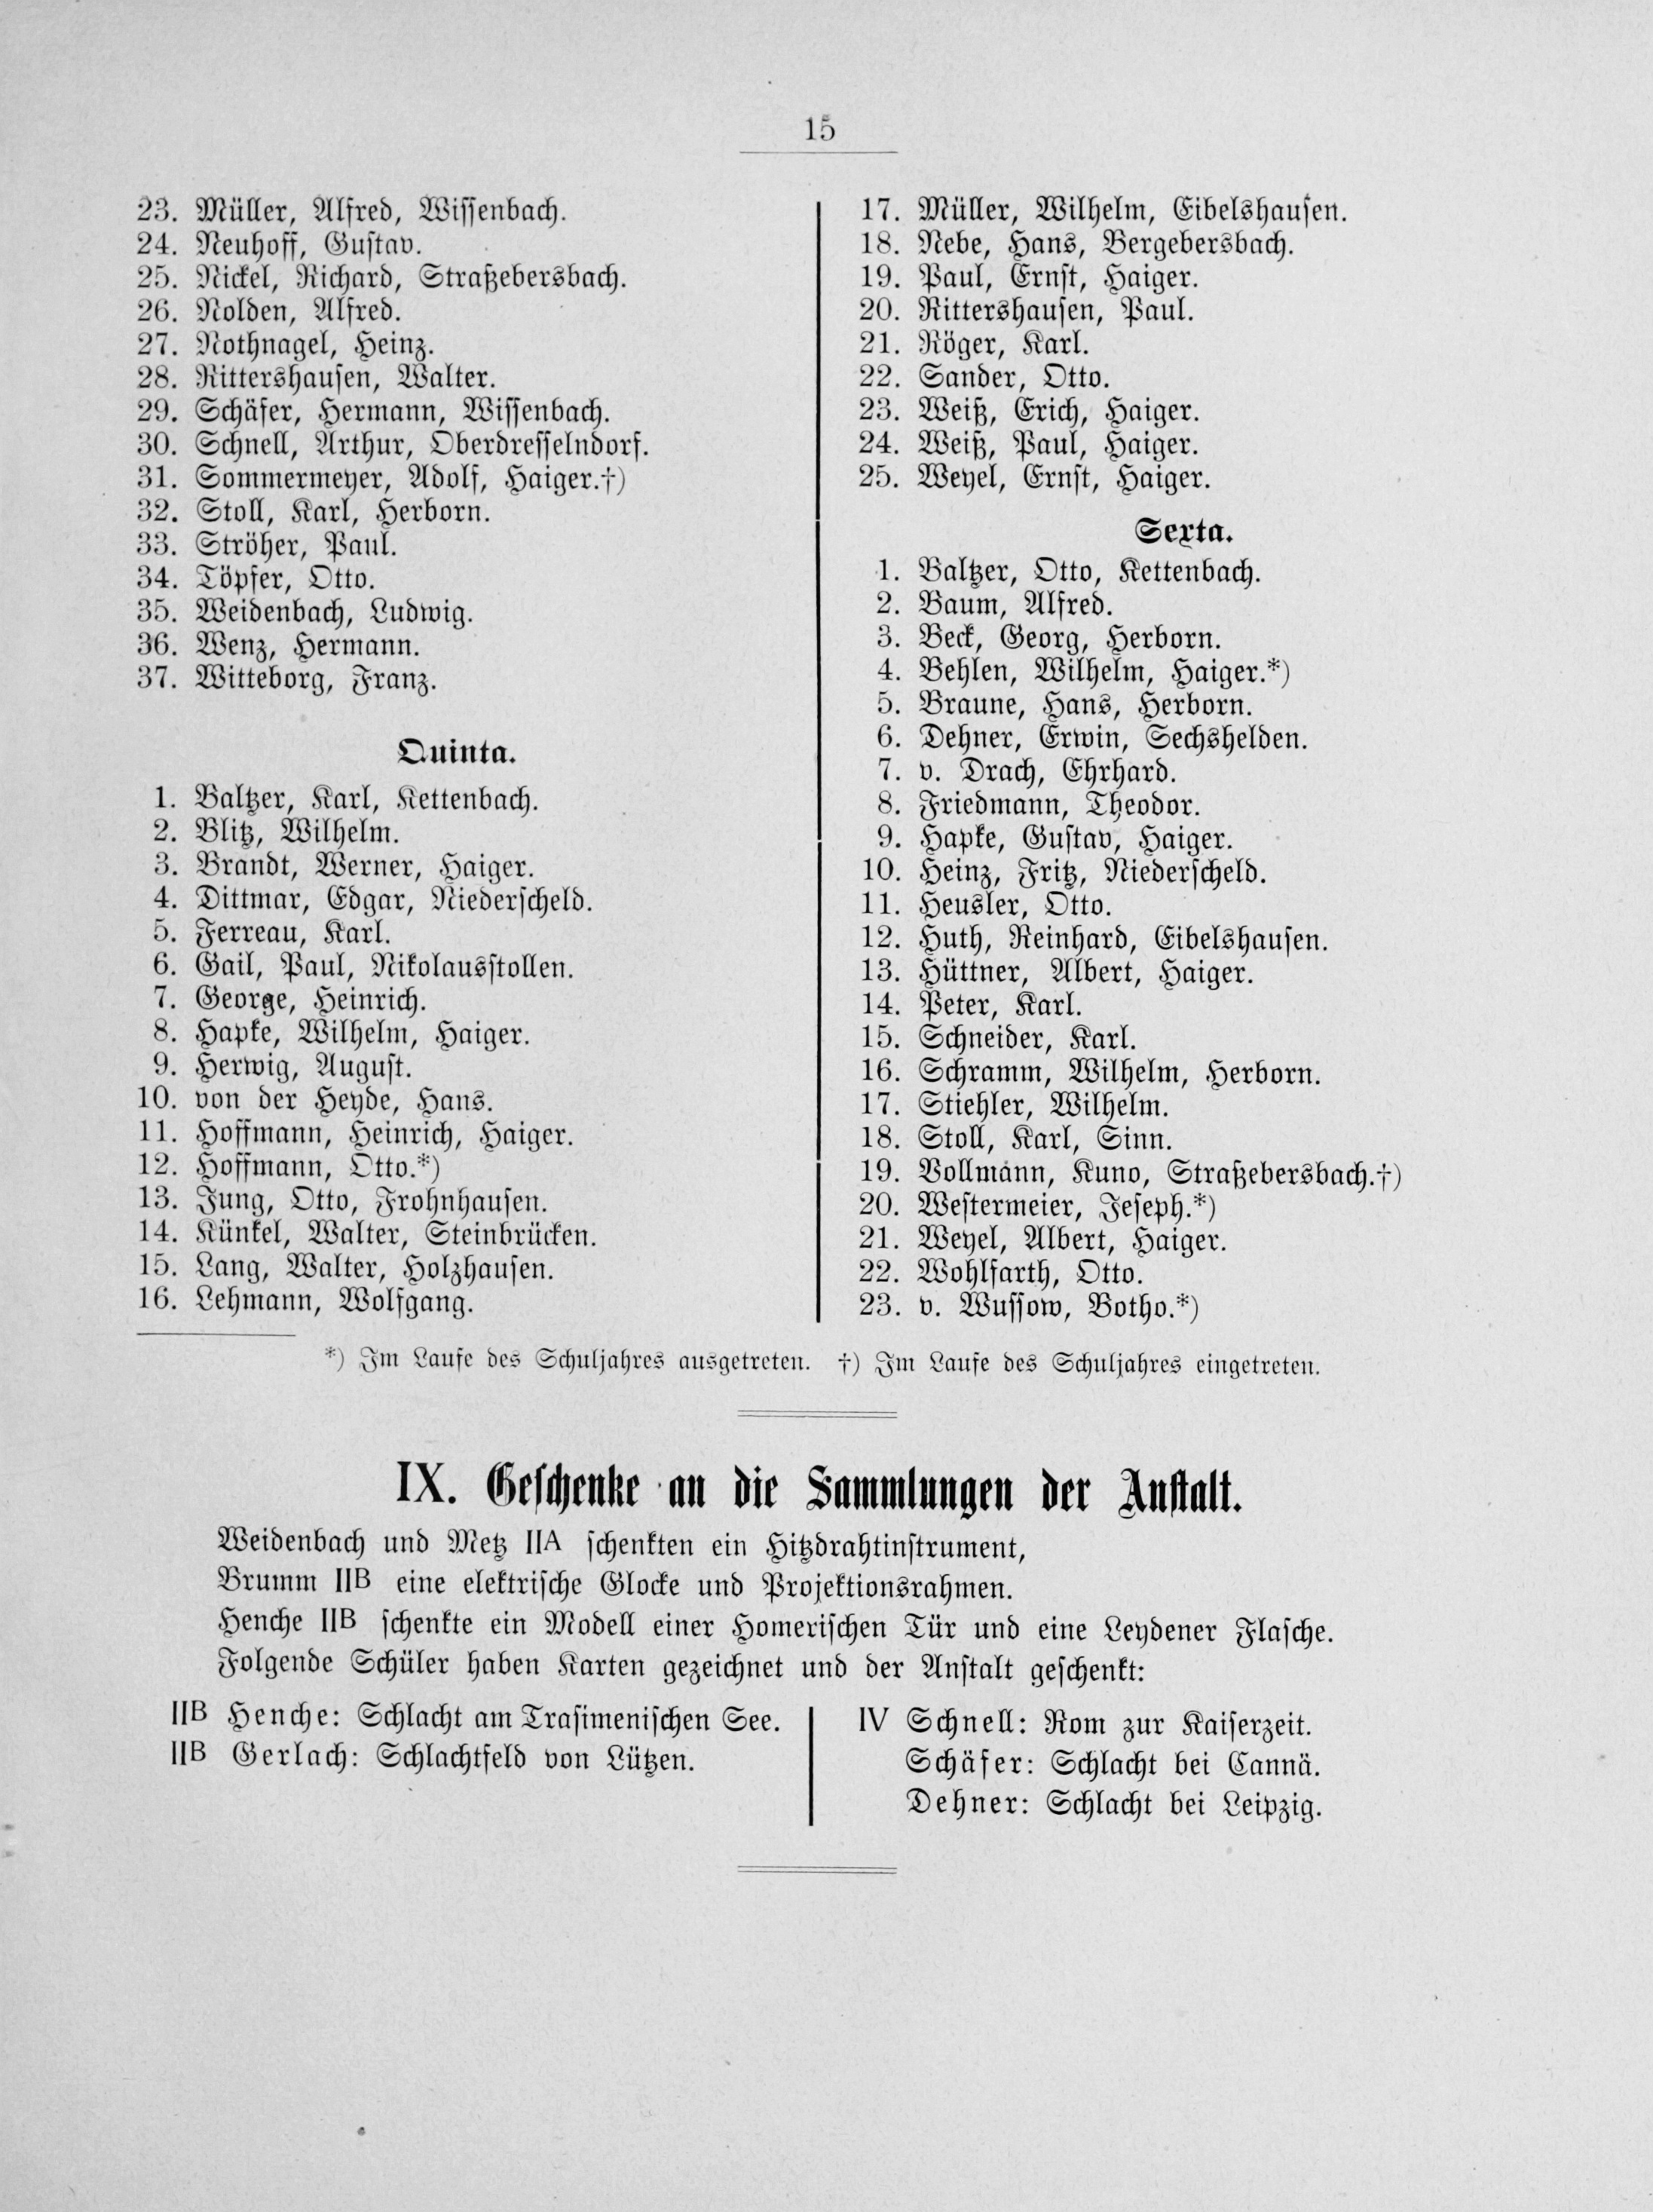 15
23. Müller, Alfred, Wissenbach.
24. Neuhoff, Gustav.
25. Nickel, Richard, Straßebersbach.
26. Nolden, Alfred.
27. Nothnagel, Heinz.
28. Rittershausen, Walter.
29. Schäfer, Hermann, Wissenbach.
30. Schnell, Arthur, Oberdresselndorf.
31. Sommermeyer, Adolf, Haiger.†)
32. Stoll, Karl, Herborn.
33. Ströher, Paul.
34. Töpfer, Otto.
35. Weidenbach, Ludwig.
36. Wenz, Hermann.
37. Witteborg, Franz.
Quinta.
1. Baltzer, Karl, Kettenbach.
2. Blitz, Wilhelm.
3. Brandt, Werner, Haiger.
4. Dittmar, Edgar, Niederscheld.
5. Ferreau, Karl.
6. Gail, Paul, Nikolausstollen.
7. George, Heinrich.
8. Hapke, Wilhelm, Haiger.
9. Herwig, August.
10. von der Heyde, Hans.
11. Hoffmann, Heinrich, Haiger.
12. Hoffmann, Otto.*)
13. Jung, Otto, Frohnhausen.
14. Künkel, Walter, Steinbrücken.
15. Lang, Walter, Holzhausen.
16. Lehmann, Wolfgang.
17. Müller, Wilhelm, Eibelshausen.
18. Nebe, Hans, Bergebersbach.
19. Paul, Ernst, Haiger.
20. Rittershausen, Paul.
21. Röger, Karl.
22. Sander, Otto.
23. Weiß, Erich, Haiger.
24. Weiß, Paul, Haiger.
25. Weyel, Ernst, Haiger.
Sexta.
1. Baltzer, Otto, Kettenbach.
2. Baum, Alfred.
3. Beck, Georg, Herborn.
4. Behlen, Wilhelm, Haiger.*)
5. Braune, Hans, Herborn.
6. Dehner, Erwin, Sechshelden.
7. v. Drach, Ehrhard.
8. Friedmann, Theodor.
9. Hapke, Gustav, Haiger.
10. Heinz, Fritz, Niederscheld.
11. Heusler, Otto.
12. Huth, Reinhard, Eibelshausen.
13. Hüttner, Albert, Haiger.
14. Peter, Karl.
15. Schneider, Karl.
16. Schramm, Wilhelm, Herborn.
17. Stiehler, Wilhelm.
18. Stoll, Karl, Sinn.
19. Vollmann, Kuno, Straßebersbach.†)
20. Westermeier, Jeseph.*)
21. Weyel, Albert, Haiger.
22. Wohlfarth, Otto.
23. v. Wussow, Botho.*)
*) Im Laufe des Schuljahres ausgetreten. †) Im Laufe des Schuljahres eingetreten.
IX. Geschenke an die Sammlungen der Anstalt.
Weidenbach und Metz IIA schenkten ein Hitzdrahtinstrument,
Brumm IIB eine elektrische Glocke und Projektionsrahmen.
Henche IIB schenkte ein Modell einer Homerischen Tür und eine Leydener Flasche.
Folgende Schüler haben Karten gezeichnet und der Anstalt geschenkt:
IIB Henche: Schlacht am Trasimenischen See.
IIB Gerlach: Schlachtfeld von Lützen.
IV Schnell: Rom zur Kaiserzeit.
Schäfer: Schlacht bei Cannä.
Dehner: Schlacht bei Leipzig.